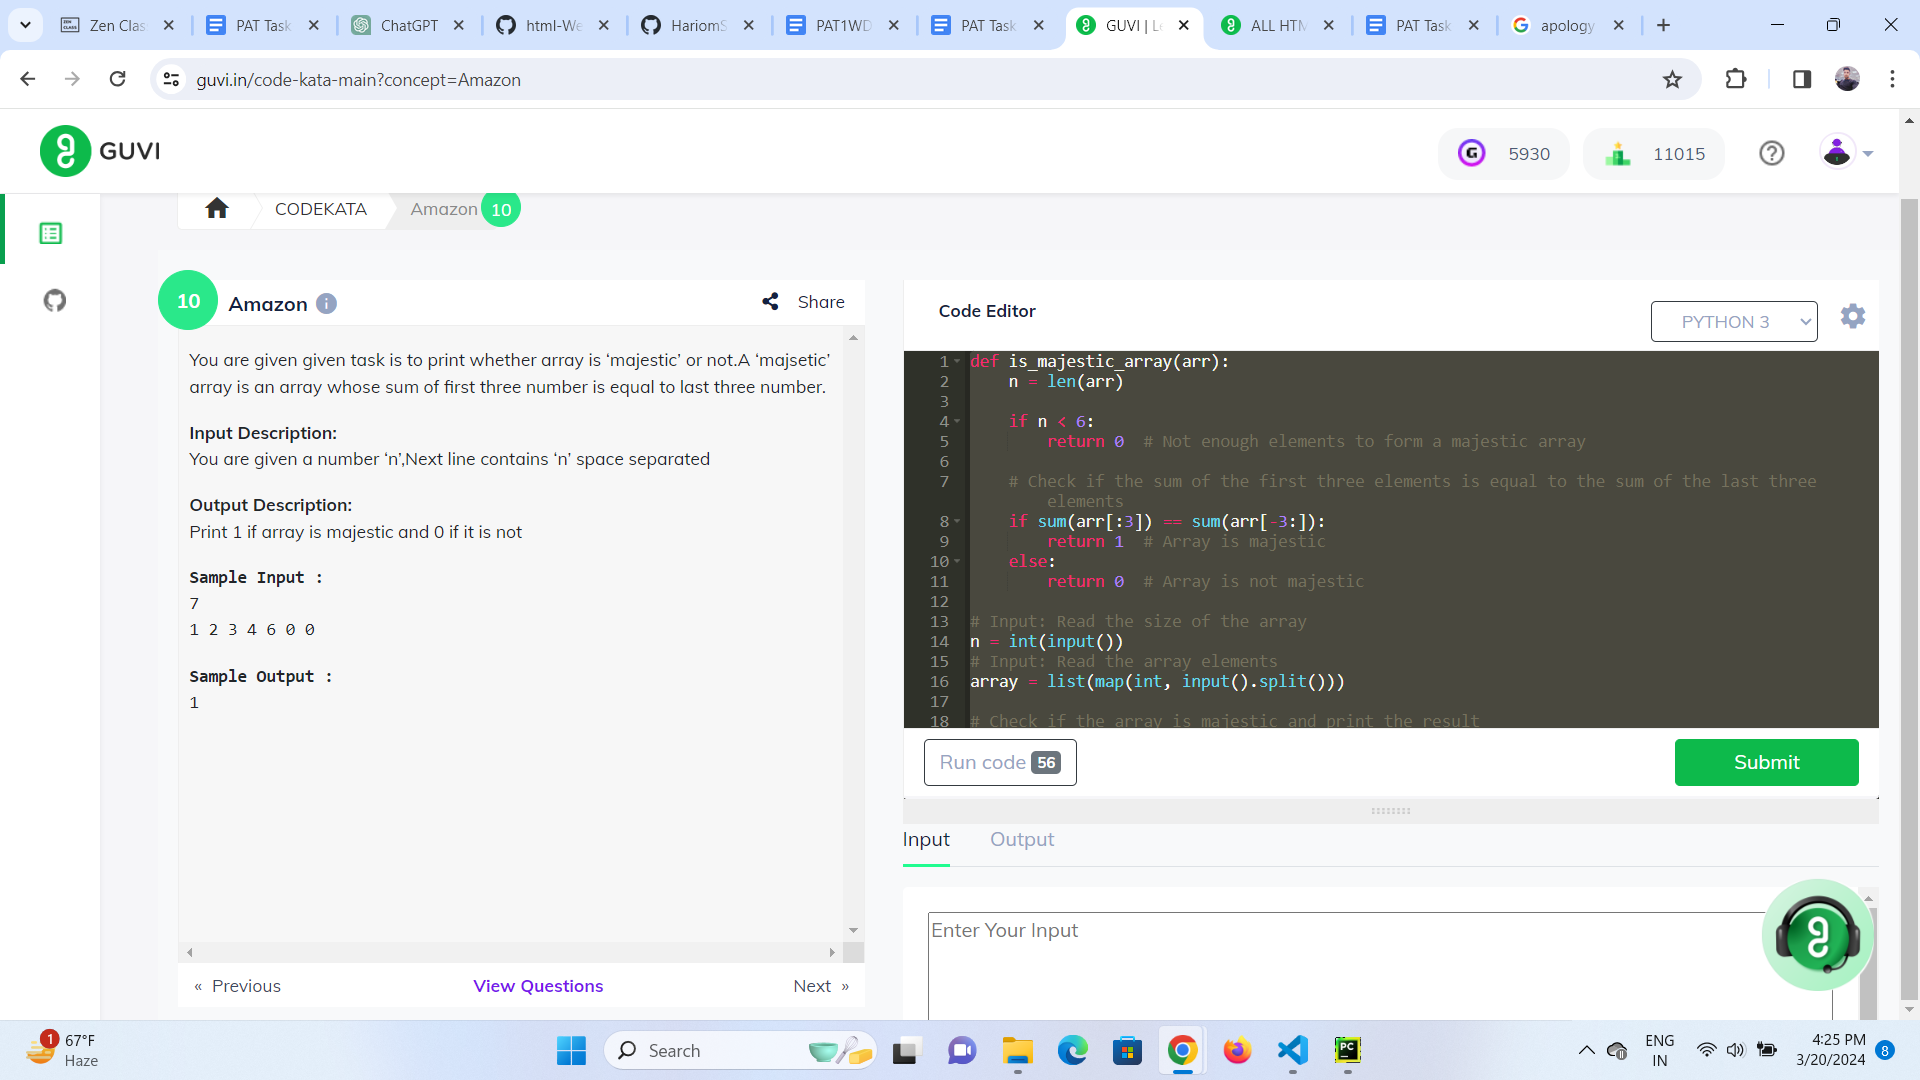 Zen Clas
PAT Task
ChatGPT
html-We
HariomS
PAT1WD
PAT Task
GUVI | Le
ALL HTM
PAT Task
apology
guvi.in/code-kata-main?concept=Amazon
GUVI
5930
11015
CODEKATA
Amazon 10
10 Amazon
Share
You are given given task is to print whether array is ‘majestic’ or not.A ‘majsetic’
array is an array whose sum of first three number is equal to last three number.
Input Description:
You are given a number ‘n’,Next line contains ‘n’ space separated
Output Description:
Print 1 if array is majestic and 0 if it is not
Sample Input :
7
1 2 3 4 6 0 0
Sample Output :
1
« Previous
View Questions
Next »
Code Editor
PYTHON 3
1 def is_majestic_array(arr):
2 n = len(arr)
3
4 if n < 6:
5 return 0 # Not enough elements to form a majestic array
6
7 # Check if the sum of the first three elements is equal to the sum of the last three
elements
8 if sum(arr[:3]) == sum(arr[-3:]):
9 return 1 # Array is majestic
10 else:
11 return 0 # Array is not majestic
12
13 # Input: Read the size of the array
14 n = int(input())
15 # Input: Read the array elements
16 array = list(map(int, input().split()))
17
18 # Check if the array is majestic and print the result
Run code 56
Submit
Input
Output
Enter Your Input
1
67°F
Haze
Search
PC
ENG
IN
4:25 PM
3/20/2024
8